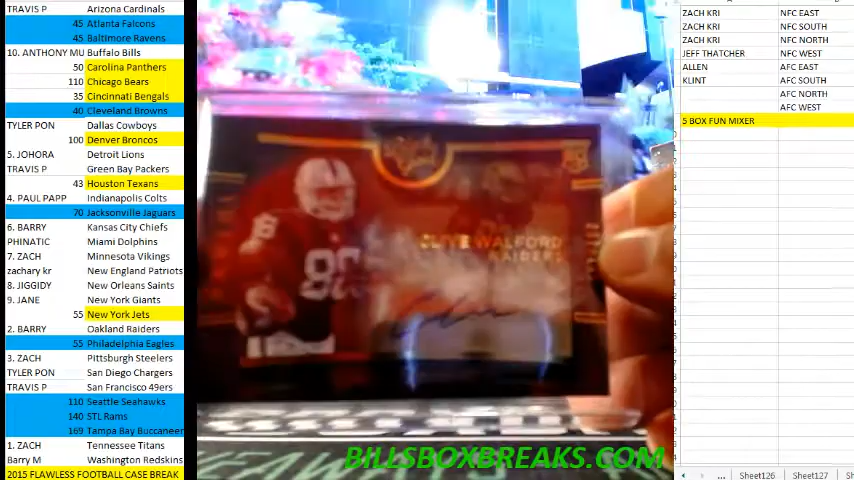 TRAVIS P Arizona Cardinals
45 Atlanta Falcons
45 Baltimore Ravens
10. ANTHONY MU Buffalo Bills
50 Carolina Panthers
110 Chicago Bears
35 Cincinnati Bengals
40 Cleveland Browns
TYLER PON Dallas Cowboys
100 Denver Broncos
5. JOHORA Detroit Lions
TRAVIS P Green Bay Packers
43 Houston Texans
4. PAUL PAPP Indianapolis Colts
70 Jacksonville Jaguars
6. BARRY Kansas City Chiefs
PHINATIC Miami Dolphins
7. ZACH Minnesota Vikings
zachary kr New England Patriots
8. JIGGIDY New Orleans Saints
9. JANE New York Giants
55 New York Jets
2. BARRY Oakland Raiders
55 Philadelphia Eagles
3. ZACH Pittsburgh Steelers
TYLER PON San Diego Chargers
TRAVIS P San Francisco 49ers
110 Seattle Seahawks
140 STL Rams
169 Tampa Bay Buccaneer
1. ZACH Tennessee Titans
Barry M Washington Redskins
2015 FLAWLESS FOOTBALL CASE BREAK
CLIVE WALFORD
RAIDERS
88
BILLSBOXBREAKS.COM
ZACH KRI NFC EAST
ZACH KRI NFC SOUTH
ZACH KRI NFC NORTH
JEFF THATCHER NFC WEST
ALLEN AFC EAST
KLINT AFC SOUTH
AFC NORTH
AFC WEST
5 BOX FUN MIXER
... Sheet126 Sheet127 Sh